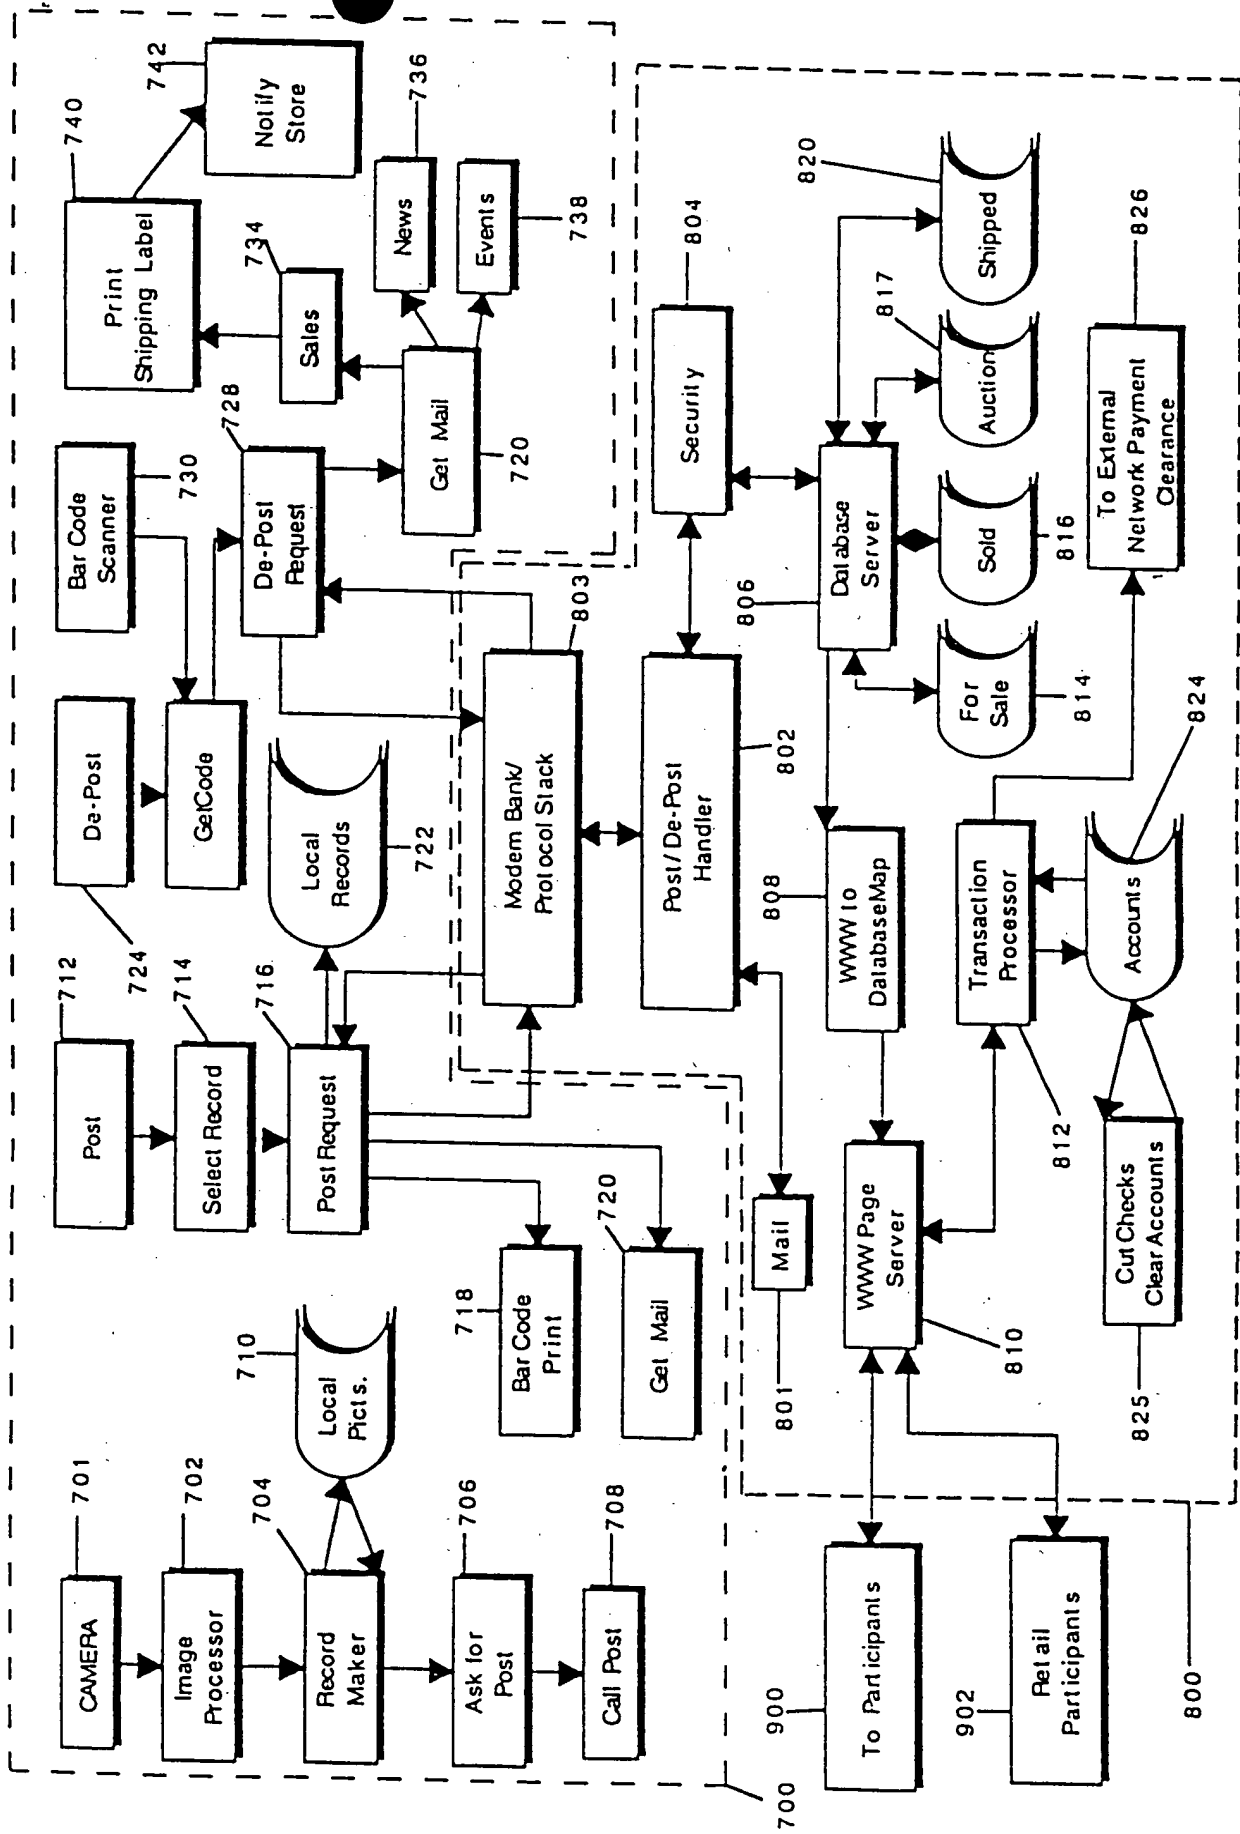 CAMERA
701
Image
Processor
702
Record
Maker
704
Local
Picts.
710
Ask for
Post
706
Call Post
708
700
Post
712
Select Record
714
Post Request
716
Bar Code
Print
718
Get Mail
720
Local
Records
722
De-Post
724
GetCode
Bar Code
Scanner
730
De-Post
Request
728
Get Mail
720
Sales
734
News
736
Events
738
Print
Shipping Label
740
Notify
Store
742
Modem Bank/
Protocol Stack
803
Post/De-Post
Handler
802
Mail
801
Security
804
Database
Server
806
WWW to
DatabaseMap
808
WWW Page
Server
810
For
Sale
814
Sold
816
Auction
817
Shipped
820
Transaction
Processor
812
Accounts
824
Cut Checks
Clear Accounts
825
To External
Network Payment
Clearance
826
To Participants
900
Retail
Participants
902
800